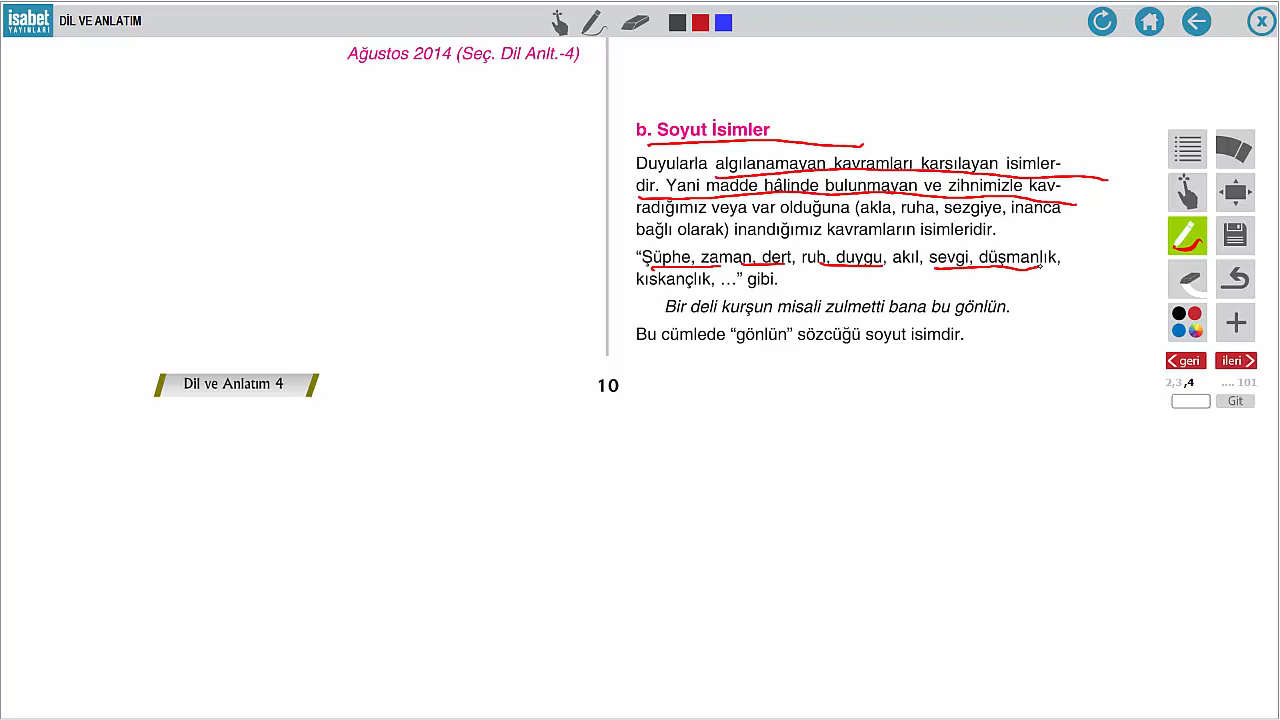 isabet
YAYINLARI
DİL VE ANLATIM
x
Ağustos 2014 (Seç. Dil Anlt.-4)
b. Soyut İsimler
Duyularla algılanamayan kavramları karşılayan isimler-
dir. Yani madde hâlinde bulunmayan ve zihnimizle kav-
radığımız veya var olduğuna (akla, ruha, sezgiye, inanca
bağlı olarak) inandığımız kavramların isimleridir.
“Şüphe, zaman, dert, ruh, duygu, akıl, sevgi, düşmanlık,
kıskançlık, …” gibi.
Bir deli kurşun misali zulmetti bana bu gönlün.
Bu cümlede “gönlün” sözcüğü soyut isimdir.
Dil ve Anlatım 4
10
geri
ileri
2,3,4 .... 101
Git